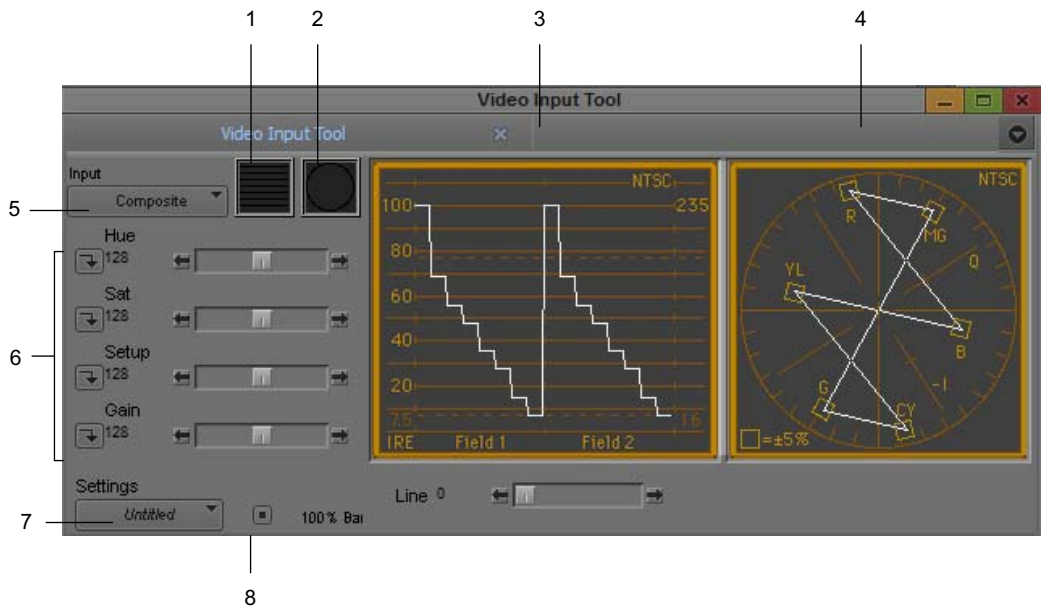 1 2 3 4
Video Input Tool
Video Input Tool
Input
Composite
5
Hue
128
Sat
128
6
Setup
128
Gain
128
NTSC
100 235
80
60
40
20
7.5 16
IRE Field 1 Field 2
NTSC
R
MG
Q
YL
B
-I
G
CY
=±5%
Settings
Untitled
7
100% Bar
Line 0
8